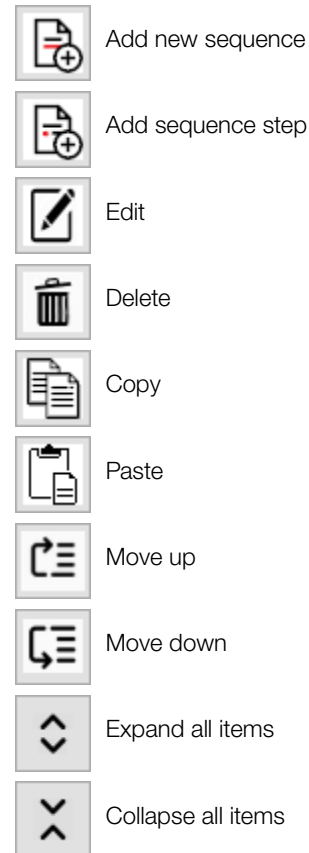 Add new sequence
Add sequence step
Edit
Delete
Copy
Paste
Move up
Move down
Expand all items
Collapse all items